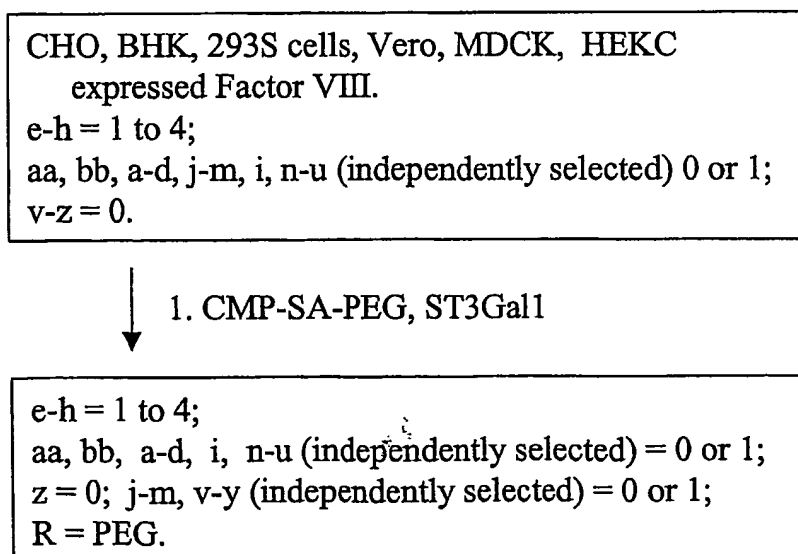 CHO, BHK, 293S cells, Vero, MDCK, HEKC
expressed Factor VIII.
e-h = 1 to 4;
aa, bb, a-d, j-m, i, n-u (independently selected) 0 or 1;
v-z = 0.
1. CMP-SA-PEG, ST3Gal1
e-h = 1 to 4;
aa, bb, a-d, i, n-u (independently selected) = 0 or 1;
z = 0; j-m, v-y (independently selected) = 0 or 1;
R = PEG.